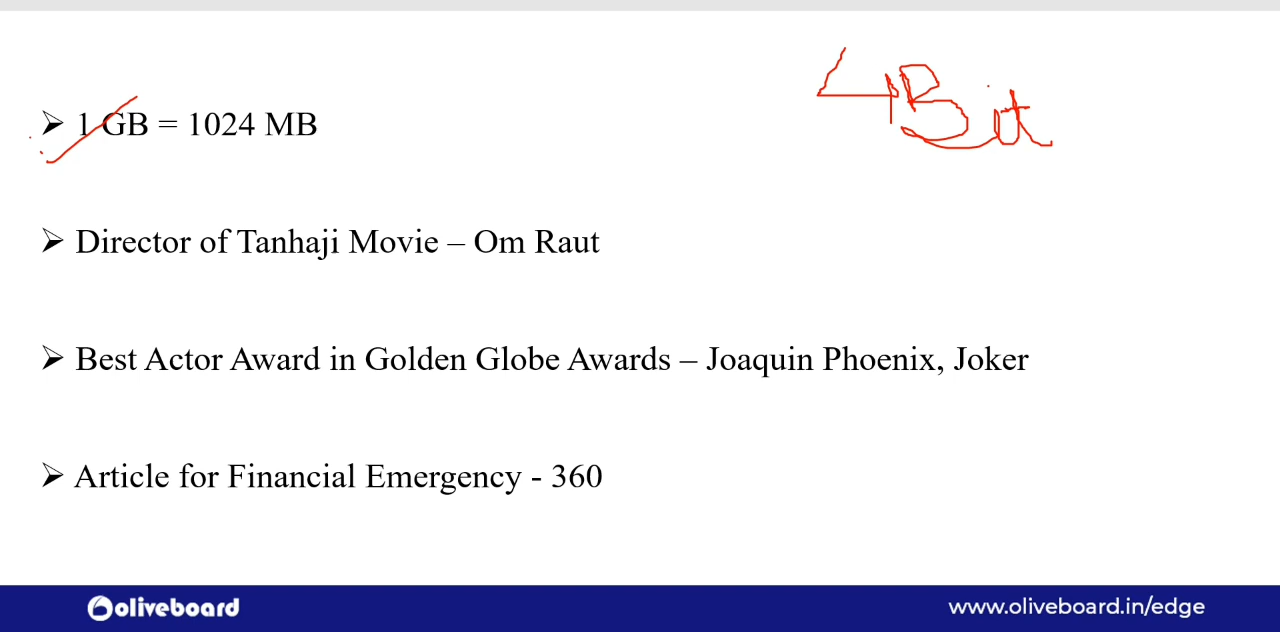 4Bit
➢ 1 GB = 1024 MB
➢ Director of Tanhaji Movie – Om Raut
➢ Best Actor Award in Golden Globe Awards – Joaquin Phoenix, Joker
➢ Article for Financial Emergency - 360
oliveboard www.oliveboard.in/edge